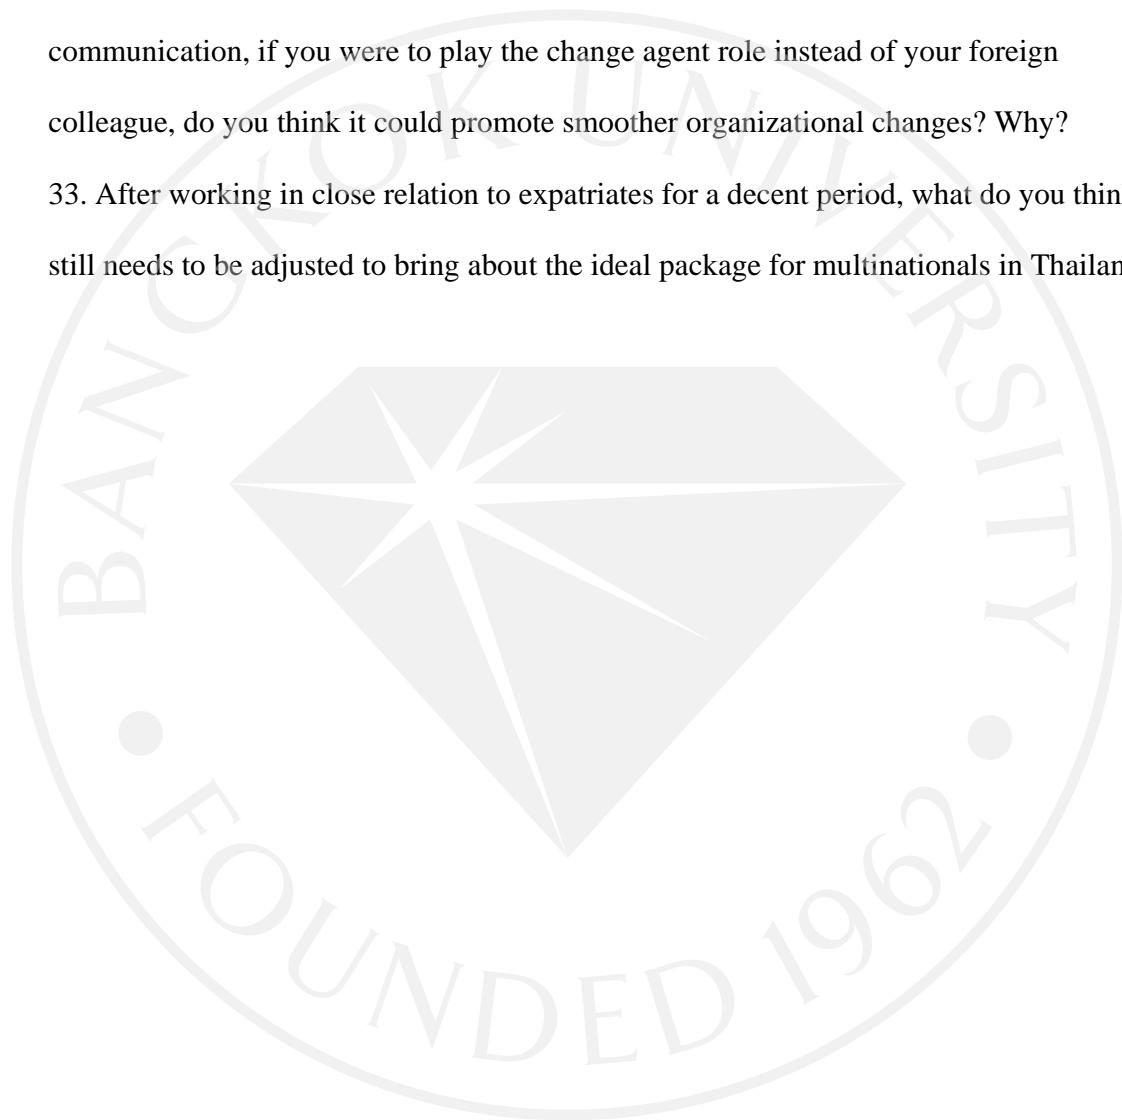 communication, if you were to play the change agent role instead of your foreign
colleague, do you think it could promote smoother organizational changes? Why?
33. After working in close relation to expatriates for a decent period, what do you thin
still needs to be adjusted to bring about the ideal package for multinationals in Thailan
BANGKOK UNIVERSITY
FOUNDED 1962